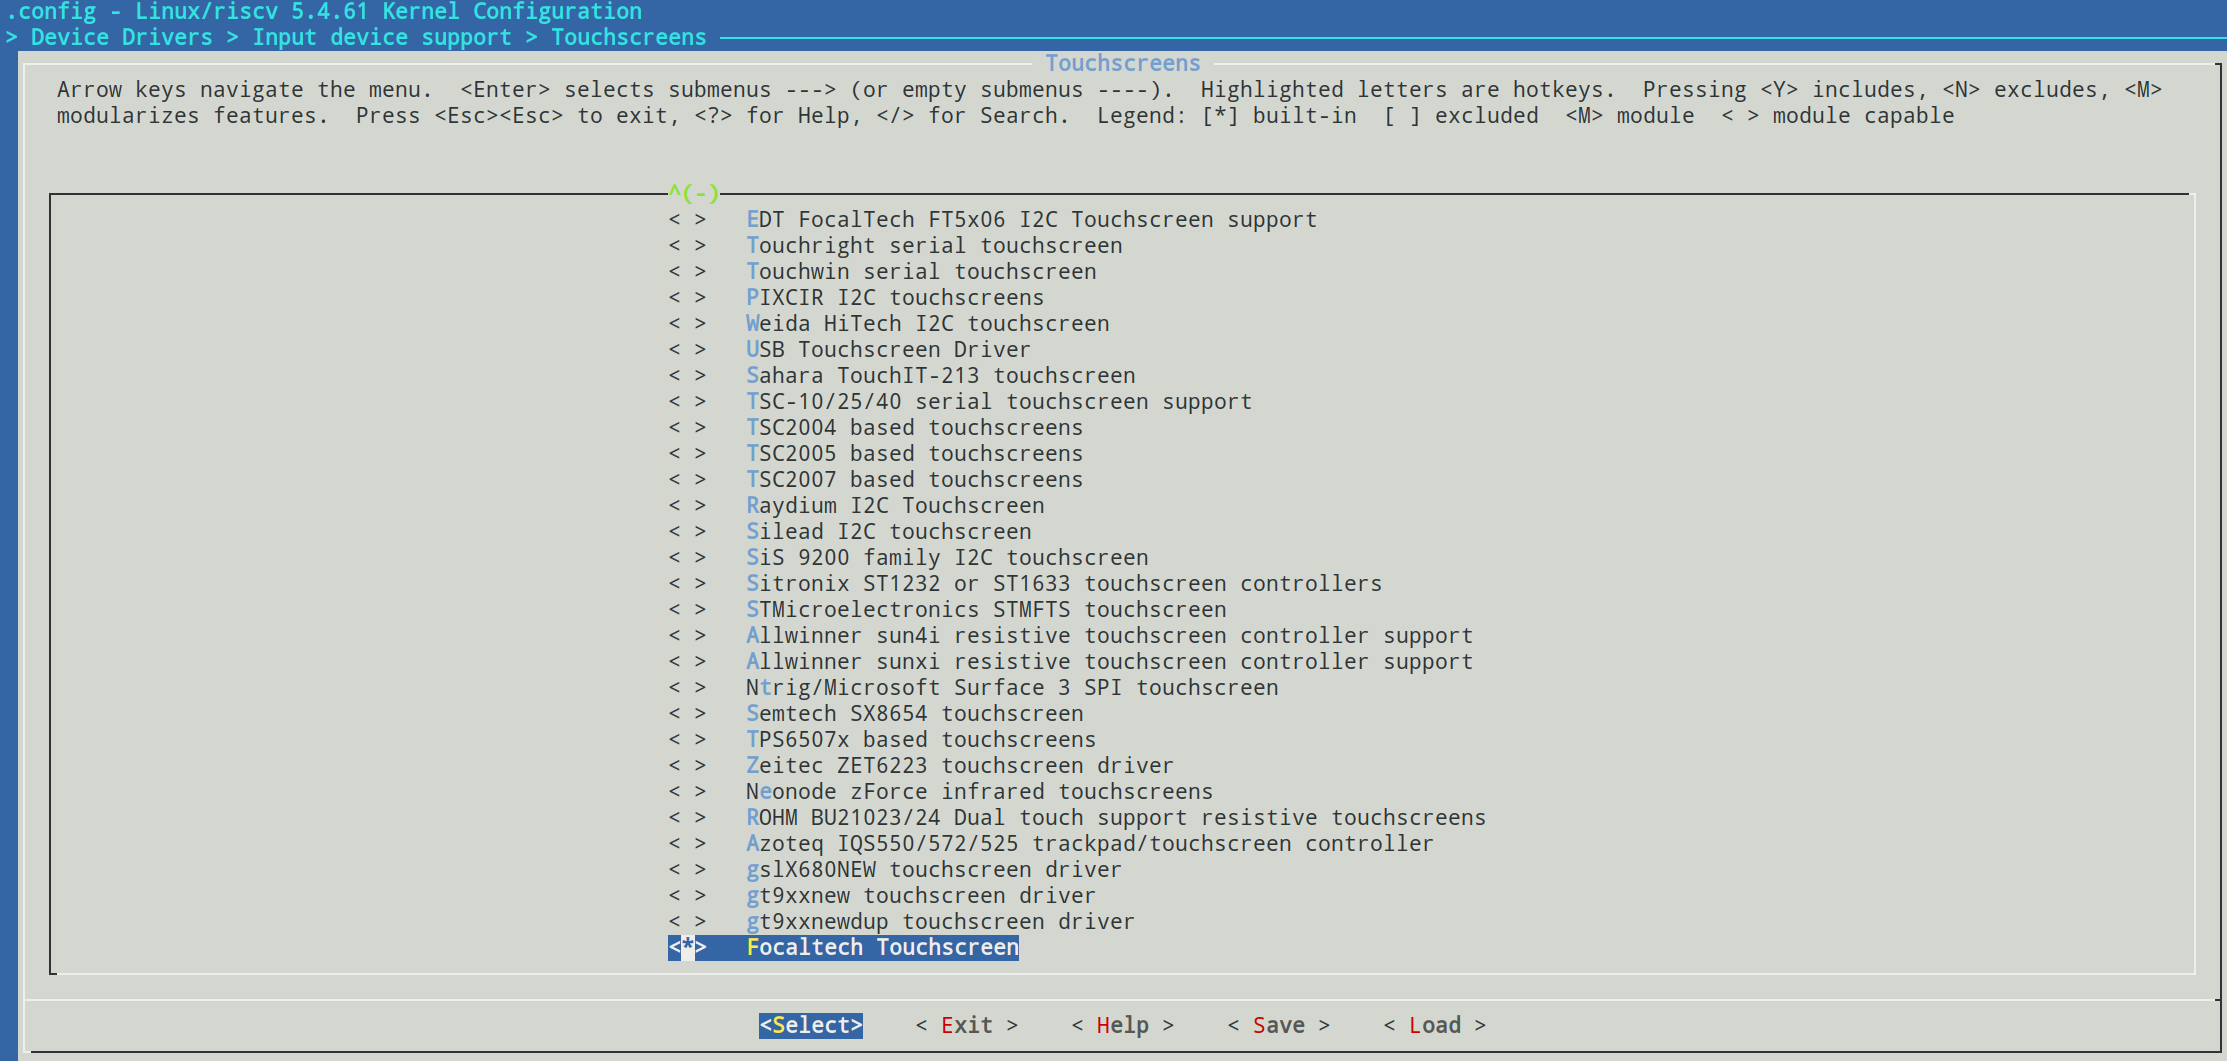 .config - Linux/riscv 5.4.61 Kernel Configuration
> Device Drivers > Input device support > Touchscreens
Touchscreens
Arrow keys navigate the menu.  <Enter> selects submenus ---> (or empty submenus ----).  Highlighted letters are hotkeys.  Pressing <Y> includes, <N> excludes, <M>
modularizes features.  Press <Esc><Esc> to exit, <?> for Help, </> for Search.  Legend: [*] built-in  [ ] excluded  <M> module  < > module capable
^(-)
< >   EDT FocalTech FT5x06 I2C Touchscreen support
< >   Touchright serial touchscreen
< >   Touchwin serial touchscreen
< >   PIXCIR I2C touchscreens
< >   Weida HiTech I2C touchscreen
< >   USB Touchscreen Driver
< >   Sahara TouchIT-213 touchscreen
< >   TSC-10/25/40 serial touchscreen support
< >   TSC2004 based touchscreens
< >   TSC2005 based touchscreens
< >   TSC2007 based touchscreens
< >   Raydium I2C Touchscreen
< >   Silead I2C touchscreen
< >   SiS 9200 family I2C touchscreen
< >   Sitronix ST1232 or ST1633 touchscreen controllers
< >   STMicroelectronics STMFTS touchscreen
< >   Allwinner sun4i resistive touchscreen controller support
< >   Allwinner sunxi resistive touchscreen controller support
< >   Ntrig/Microsoft Surface 3 SPI touchscreen
< >   Semtech SX8654 touchscreen
< >   TPS6507x based touchscreens
< >   Zeitec ZET6223 touchscreen driver
< >   Neonode zForce infrared touchscreens
< >   ROHM BU21023/24 Dual touch support resistive touchscreens
< >   Azoteq IQS550/572/525 trackpad/touchscreen controller
< >   gslX680NEW touchscreen driver
< >   gt9xxnew touchscreen driver
< >   gt9xxnewdup touchscreen driver
<*>   Focaltech Touchscreen
<Select>    < Exit >    < Help >    < Save >    < Load >